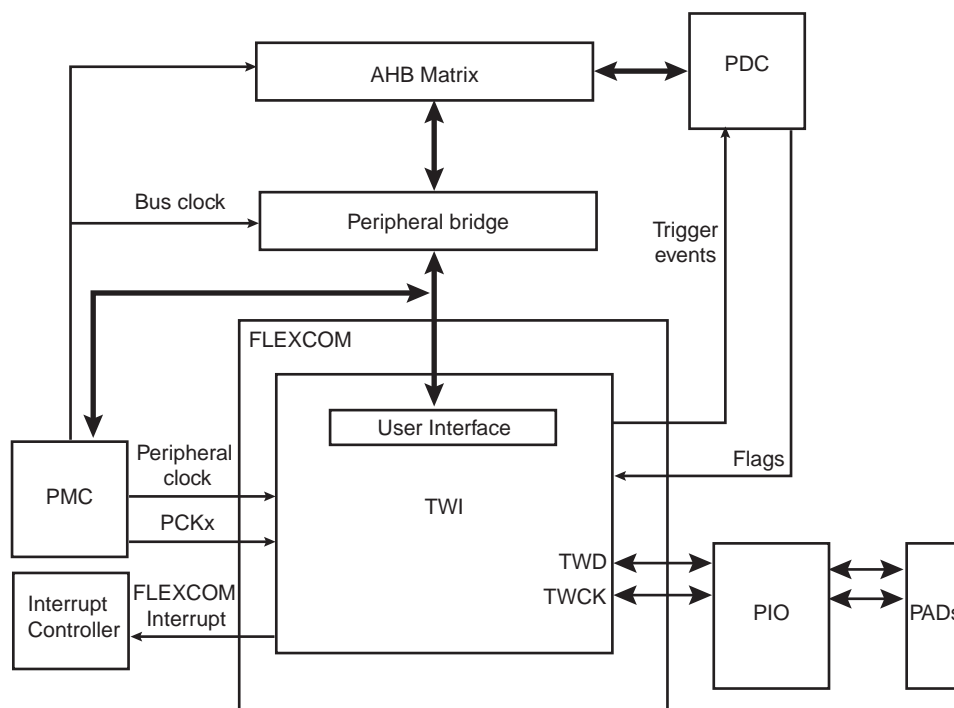 AHB Matrix
PDC
Bus clock
Peripheral bridge
Trigger
events
FLEXCOM
User Interface
Peripheral
clock
Flags
PMC
TWI
PCKx
TWD
TWCK
FLEXCOM
Interrupt
Interrupt
Controller
PIO
PADs